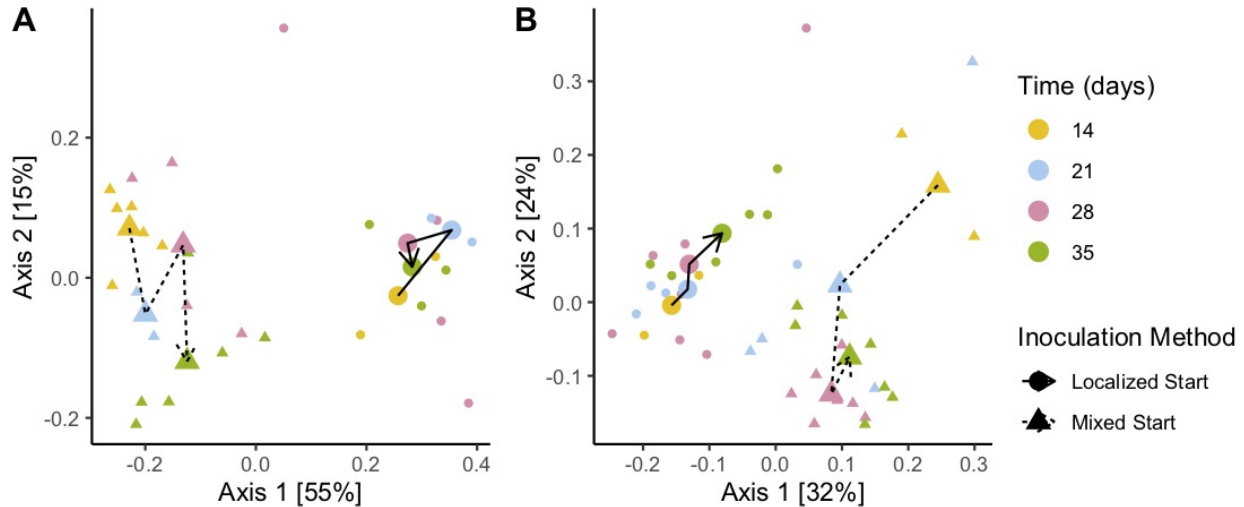 A
Axis 2 [15%]
0.2
0.0
-0.2
-0.2
0.0
0.2
0.4
Axis 1 [55%]
B
Axis 2 [24%]
0.3
0.2
0.1
0.0
-0.1
-0.2
-0.1
0.0
0.1
0.2
0.3
Axis 1 [32%]
Time (days)
14
21
28
35
Inoculation Method
Localized Start
Mixed Start